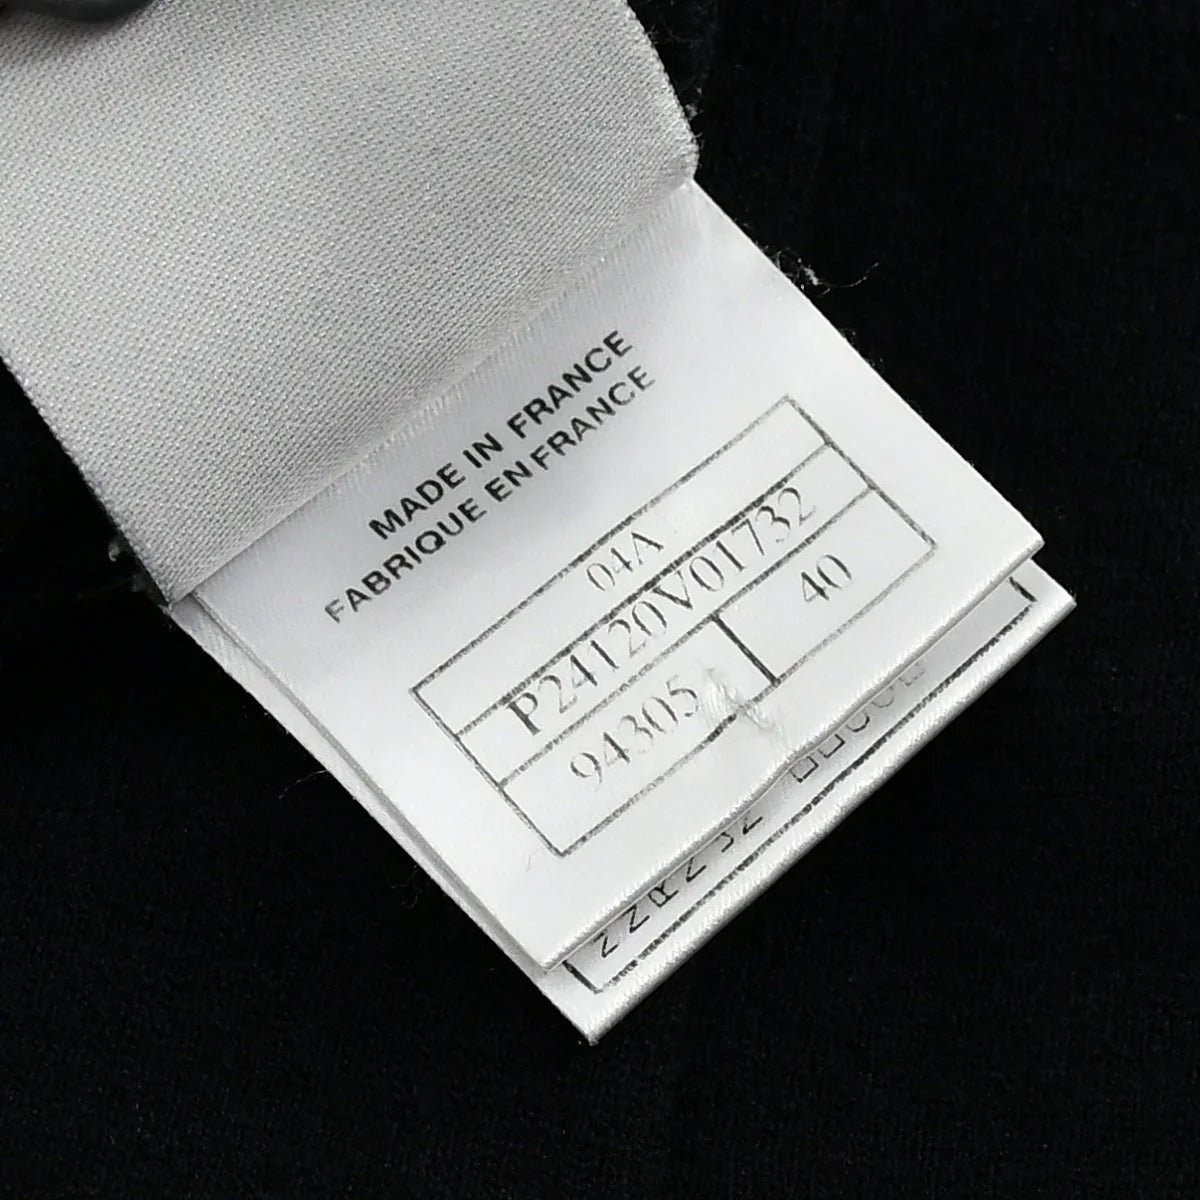 MADE IN FRANCE
FABRIQUE EN FRANCE
04A
P24120V01732
94305 40